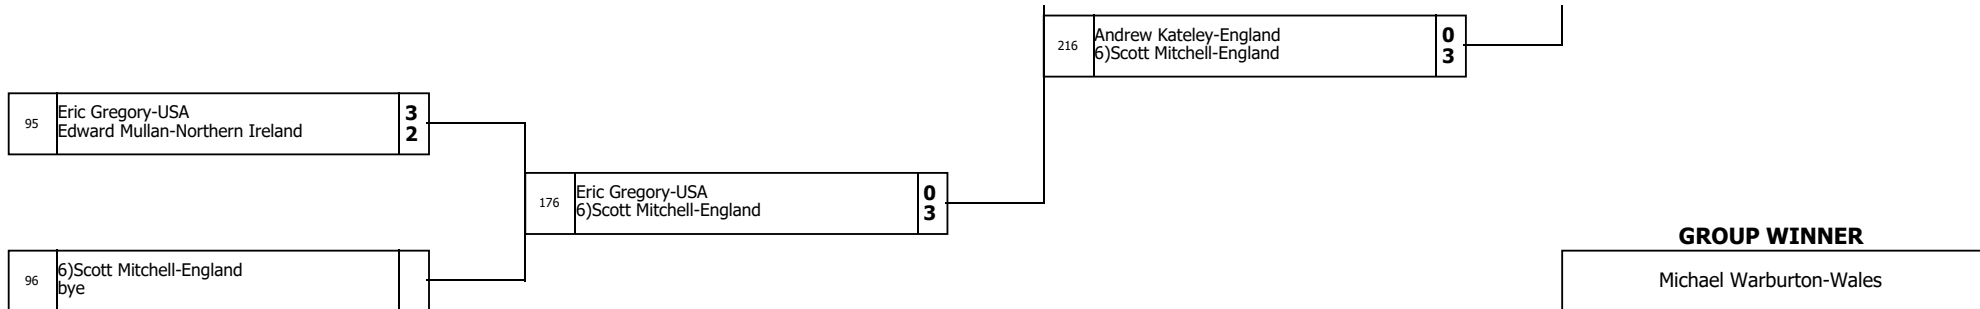 216
Andrew Kateley-England
6)Scott Mitchell-England
0
3
95
Eric Gregory-USA
Edward Mullan-Northern Ireland
3
2
176
Eric Gregory-USA
6)Scott Mitchell-England
0
3
96
6)Scott Mitchell-England
bye
GROUP WINNER
Michael Warburton-Wales